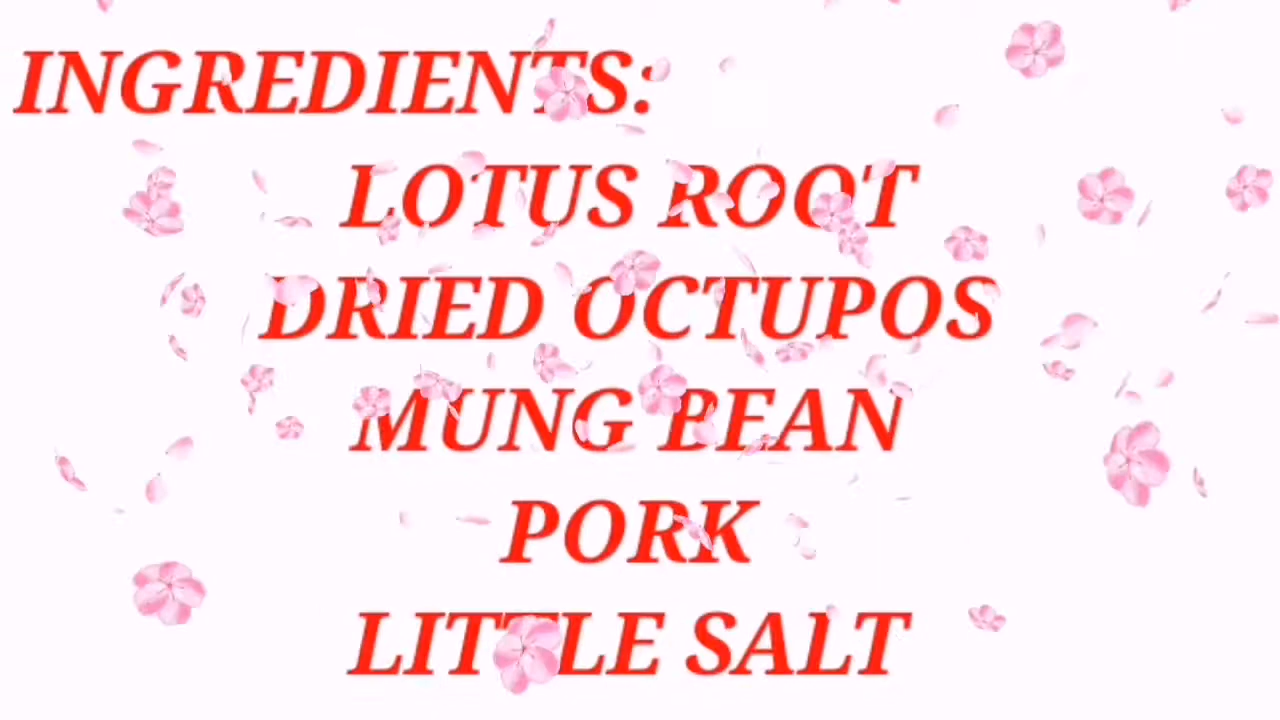 INGREDIENTS:
LOTUS ROOT
DRIED OCTUPOS
MUNG BEAN
PORK
LITTLE SALT